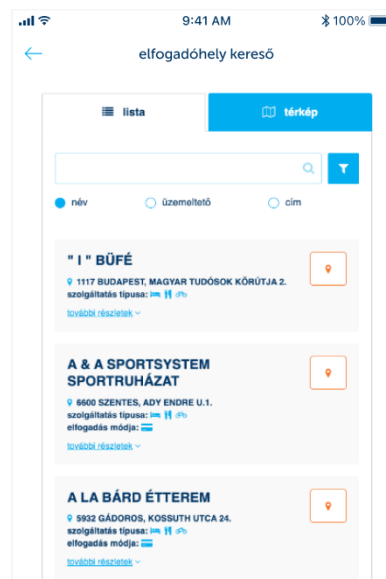 9:41 AM
100%
elfogadóhely kereső
lista
térkép
név
üzemeltető
cím
" I " BÜFÉ
1117 BUDAPEST, MAGYAR TUDÓSOK KÖRÚTJA 2.
szolgáltatás típusa:
további részletek
A & A SPORTSYSTEM
SPORTRUHÁZAT
6600 SZENTES, ADY ENDRE U.1.
szolgáltatás típusa:
elfogadás módja:
további részletek
A LA BÁRD ÉTTEREM
5932 GÁDOROS, KOSSUTH UTCA 24.
szolgáltatás típusa:
elfogadás módja:
további részletek